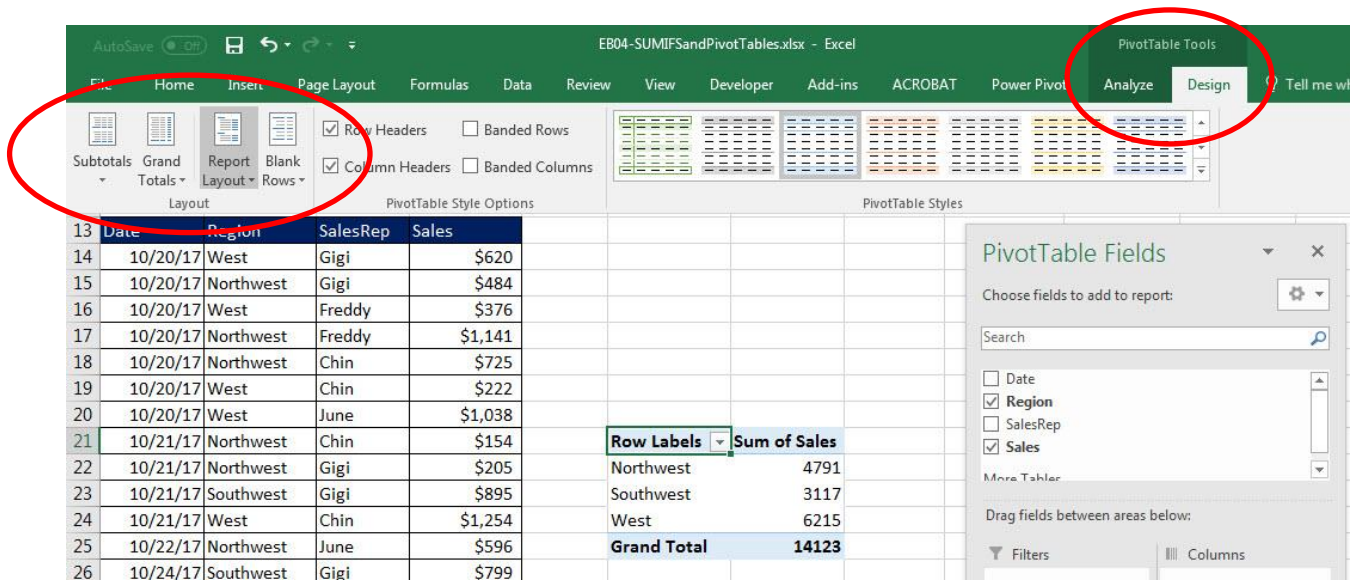 AutoSave Off EB04-SUMIFSandPivotTables.xlsx - Excel PivotTable Tools
File Home Insert Page Layout Formulas Data Review View Developer Add-ins ACROBAT Power Pivot Analyze Design Tell me wh
Subtotals Grand Totals Report Layout Blank Rows
Row Headers Banded Rows
Column Headers Banded Columns
Layout PivotTable Style Options PivotTable Styles
13 Date Region SalesRep Sales
14 10/20/17 West Gigi $620
15 10/20/17 Northwest Gigi $484
16 10/20/17 West Freddy $376
17 10/20/17 Northwest Freddy $1,141
18 10/20/17 Northwest Chin $725
19 10/20/17 West Chin $222
20 10/20/17 West June $1,038
21 10/21/17 Northwest Chin $154 Row Labels Sum of Sales
22 10/21/17 Northwest Gigi $205 Northwest 4791
23 10/21/17 Southwest Gigi $895 Southwest 3117
24 10/21/17 West Chin $1,254 West 6215
25 10/22/17 Northwest June $596 Grand Total 14123
26 10/24/17 Southwest Gigi $799
PivotTable Fields
Choose fields to add to report:
Search
Date
Region
SalesRep
Sales
More Tables
Drag fields between areas below:
Filters Columns